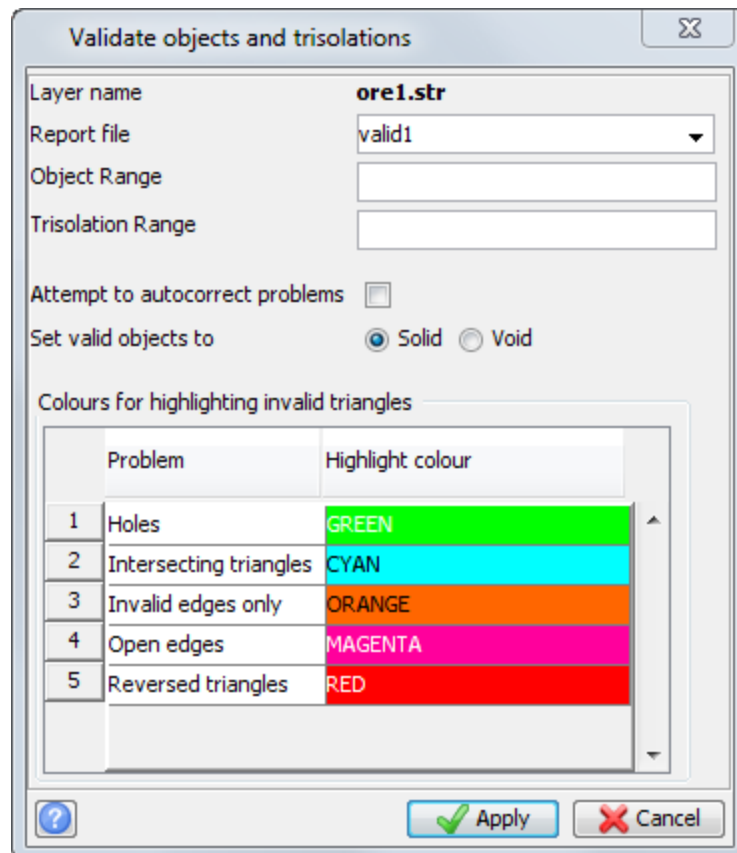 Validate objects and trisolations
Layer name ore1.str
Report file valid1
Object Range
Trisolation Range
Attempt to autocorrect problems
Set valid objects to Solid Void
Colours for highlighting invalid triangles
Problem Highlight colour
1 Holes GREEN
2 Intersecting triangles CYAN
3 Invalid edges only ORANGE
4 Open edges MAGENTA
5 Reversed triangles RED
? Apply Cancel